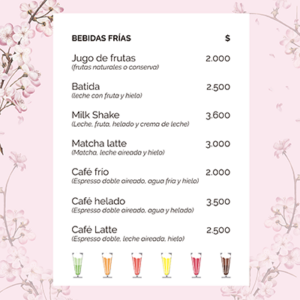 BEBIDAS FRÍAS $
Jugo de frutas 2.000
(frutas naturales o conserva)
Batida 2.500
(leche con fruta y hielo)
Milk Shake 3.600
(Leche, fruta, helado y crema de leche)
Matcha latte 3.000
(Matcha, leche aireada y hielo)
Café frío 2.000
(Espresso doble aireado, agua fría y hielo)
Café helado 3.500
(Espresso doble aireado, agua y helado)
Café Latte 2.500
(Espresso doble, leche aireada, hielo)